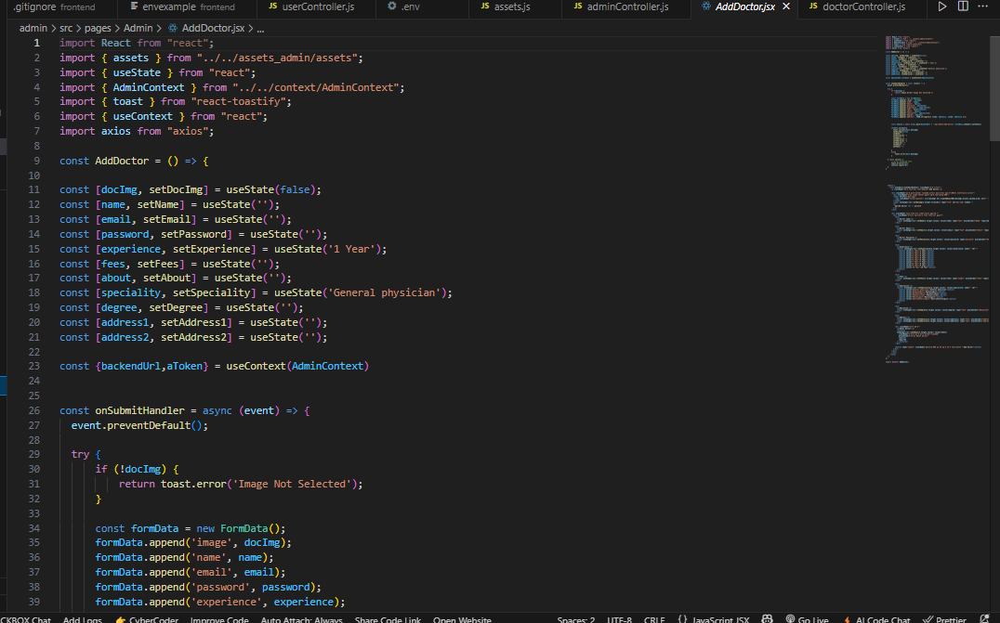 .gitignore frontend envexample frontend JS userController.js .env JS assets.js JS adminController.js AddDoctor.jsx JS doctorController.js
admin > src > pages > Admin > AddDoctor.jsx > ...
1 import React from "react";
2 import { assets } from "../../assets_admin/assets";
3 import { useState } from "react";
4 import { AdminContext } from "../../context/AdminContext";
5 import { toast } from "react-toastify";
6 import { useContext } from "react";
7 import axios from "axios";
8
9 const AddDoctor = () => {
10
11 const [docImg, setDocImg] = useState(false);
12 const [name, setName] = useState('');
13 const [email, setEmail] = useState('');
14 const [password, setPassword] = useState('');
15 const [experience, setExperience] = useState('1 Year');
16 const [fees, setFees] = useState('');
17 const [about, setAbout] = useState('');
18 const [speciality, setSpeciality] = useState('General physician');
19 const [degree, setDegree] = useState('');
20 const [address1, setAddress1] = useState('');
21 const [address2, setAddress2] = useState('');
22
23 const {backendUrl,aToken} = useContext(AdminContext)
24
25
26 const onSubmitHandler = async (event) => {
27 event.preventDefault();
28
29 try {
30 if (!docImg) {
31 return toast.error('Image Not Selected');
32 }
33
34 const formData = new FormData();
35 formData.append('image', docImg);
36 formData.append('name', name);
37 formData.append('email', email);
38 formData.append('password', password);
39 formData.append('experience', experience);
CKBOX Chat Add Logs CyberCoder Improve Code Auto Attach: Always Share Code Link Open Website Spaces: 2 UTF-8 CRLF {} JavaScript JSX Go Live AI Code Chat Prettier